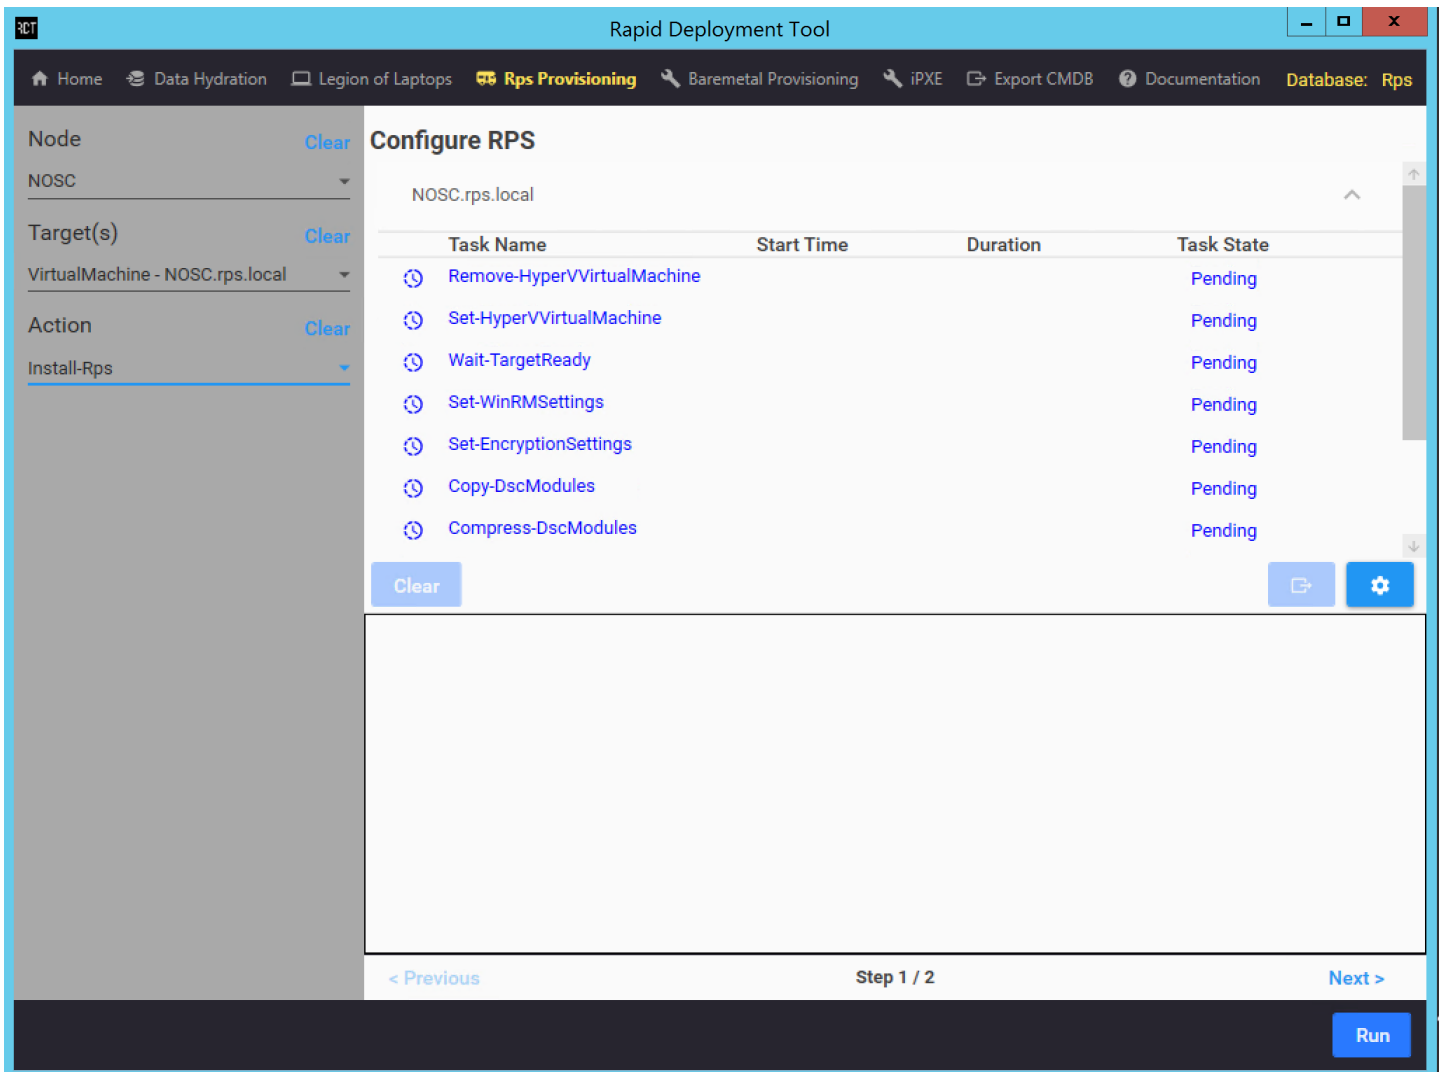 RDT
Rapid Deployment Tool
Home Data Hydration Legion of Laptops Rps Provisioning Baremetal Provisioning iPXE Export CMDB Documentation Database: Rps
Node Clear
NOSC
Target(s) Clear
VirtualMachine - NOSC.rps.local
Action Clear
Install-Rps
Configure RPS
NOSC.rps.local
Task Name Start Time Duration Task State
Remove-HyperVVirtualMachine Pending
Set-HyperVVirtualMachine Pending
Wait-TargetReady Pending
Set-WinRMSettings Pending
Set-EncryptionSettings Pending
Copy-DscModules Pending
Compress-DscModules Pending
Clear
< Previous Step 1 / 2 Next >
Run